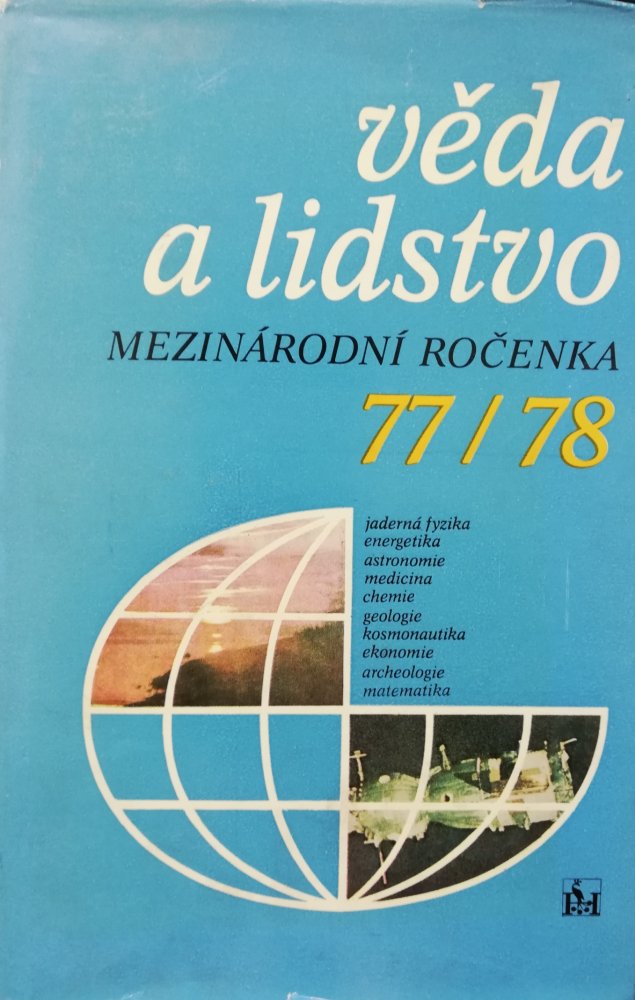 věda
a lidstvo
MEZINÁRODNÍ ROČENKA
77/78
jaderná fyzika
energetika
astronomie
medicina
chemie
geologie
kosmonautika
ekonomie
archeologie
matematika